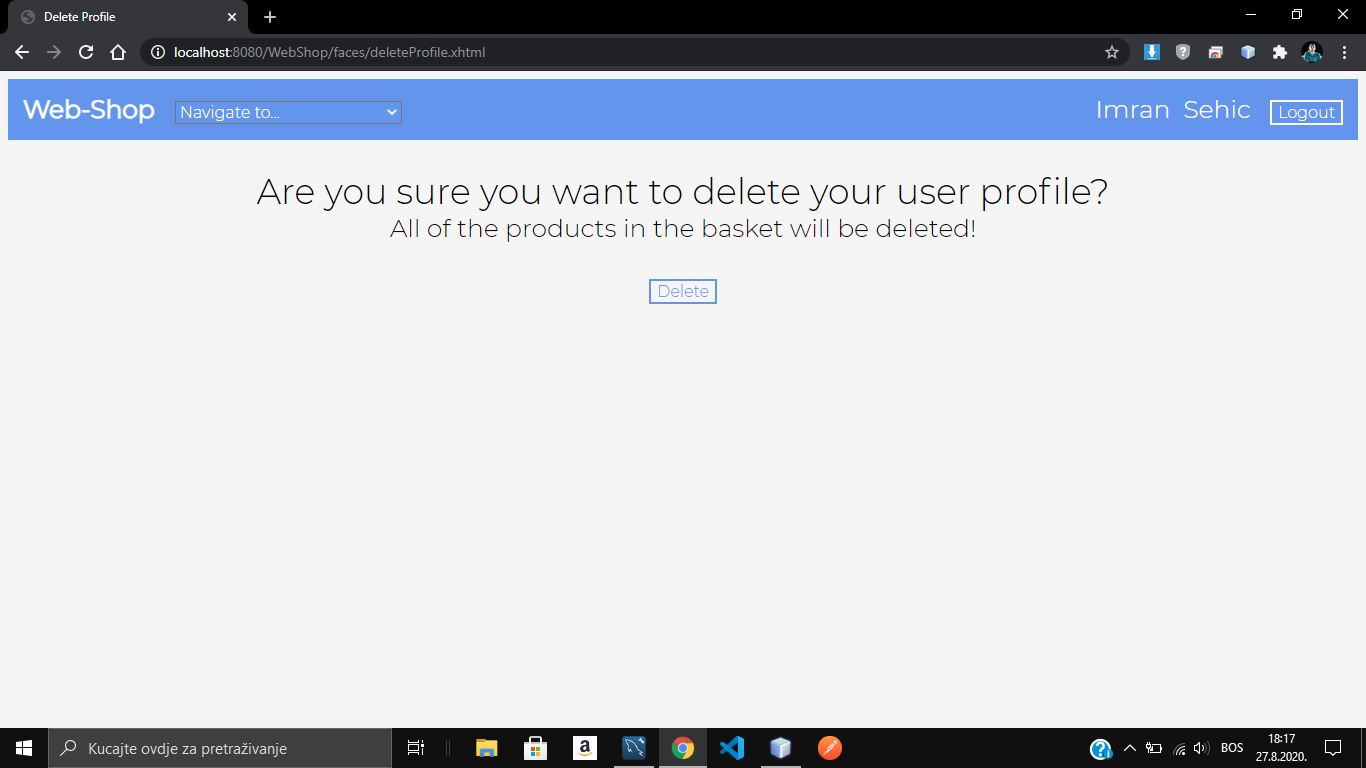 Delete Profile
localhost:8080/WebShop/faces/deleteProfile.xhtml
Web-Shop Navigate to... Imran Sehic Logout
Are you sure you want to delete your user profile?
All of the products in the basket will be deleted!
Delete
Kucajte ovdje za pretraživanje
BOS
18:17
27.8.2020.